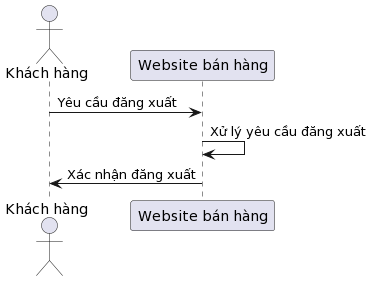 Khách hàng
Website bán hàng
Yêu cầu đăng xuất
Xử lý yêu cầu đăng xuất
Xác nhận đăng xuất
Khách hàng
Website bán hàng